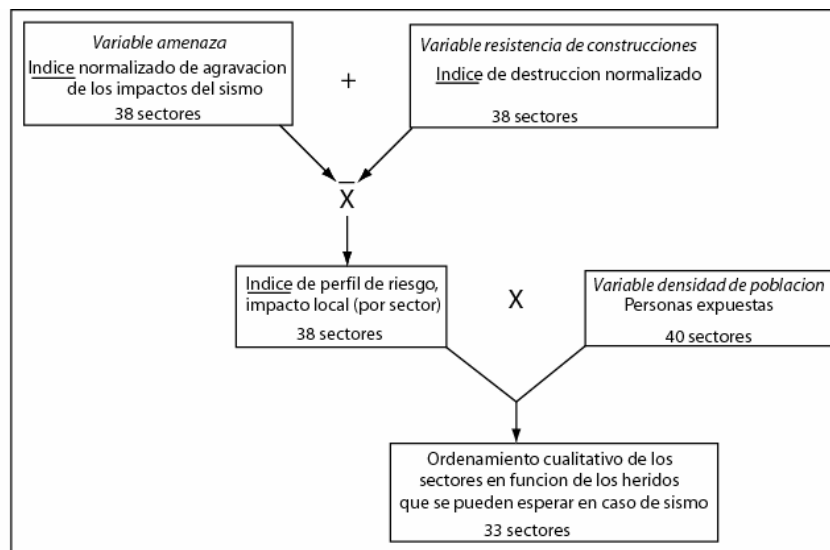 Variable amenaza
Indice normalizado de agravacion
de los impactos del sismo
38 sectores
+
Variable resistencia de construcciones
Indice de destruccion normalizado
38 sectores
X̅
Indice de perfil de riesgo,
impacto local (por sector)
38 sectores
X
Variable densidad de poblacion
Personas expuestas
40 sectores
Ordenamiento cualitativo de los
sectores en funcion de los heridos
que se pueden esperar en caso de sismo
33 sectores